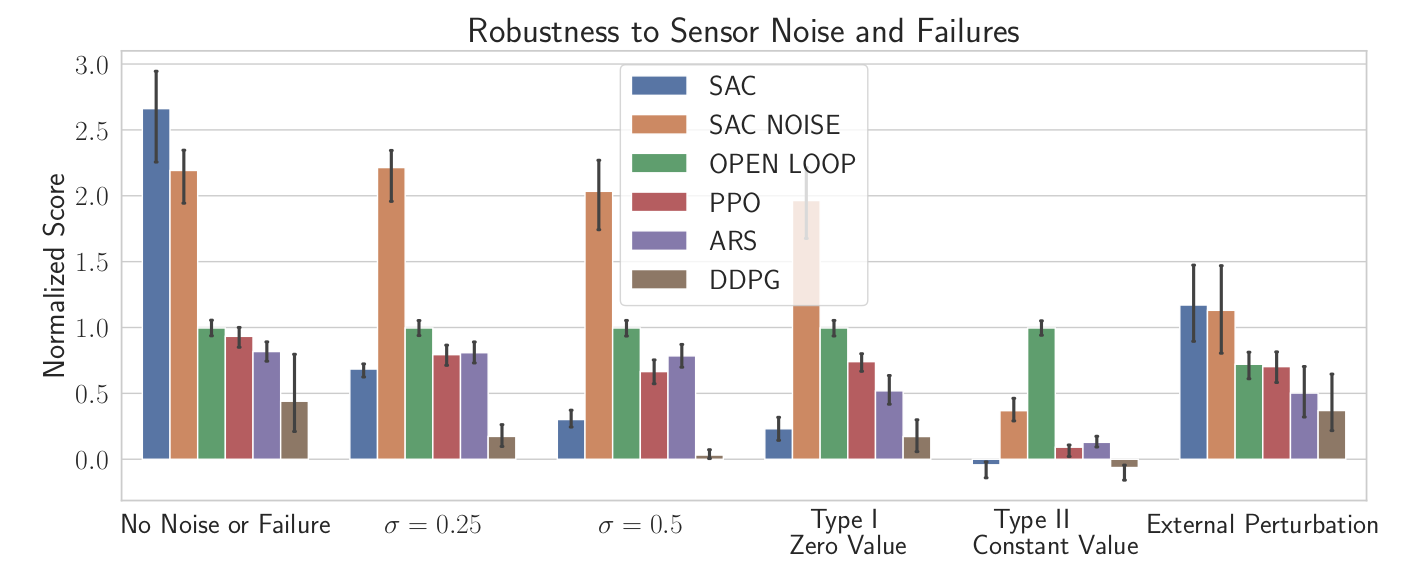 Robustness to Sensor Noise and Failures
Normalized Score
3.0
2.5
2.0
1.5
1.0
0.5
0.0
SAC
SAC NOISE
OPEN LOOP
PPO
ARS
DDPG
No Noise or Failure
σ = 0.25
σ = 0.5
Type I
Zero Value
Type II
Constant Value
External Perturbation